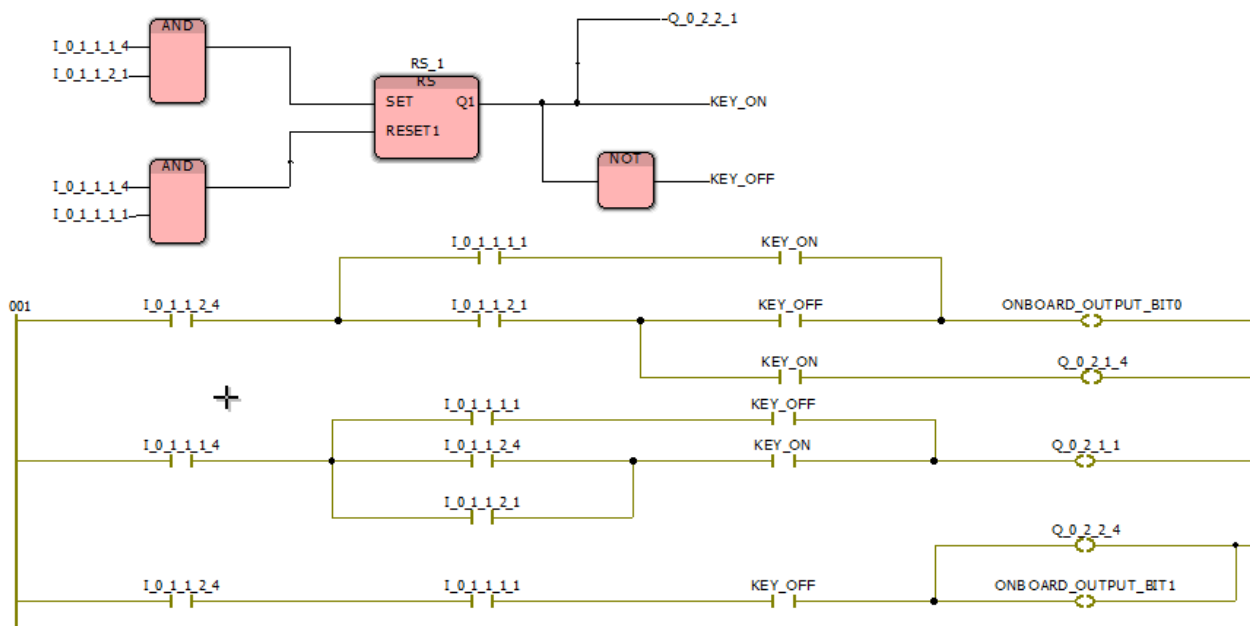 AND
I_0_1_1_1_4
I_0_1_1_2_1
RS_1
RS
SET Q1
RESET1
Q_0_2_2_1
KEY_ON
AND
I_0_1_1_1_4
I_0_1_1_1_1
NOT
KEY_OFF
I_0_1_1_1_1 KEY_ON
001 I_0_1_1_2_4 I_0_1_1_2_1 KEY_OFF ONBOARD_OUTPUT_BIT0
KEY_ON Q_0_2_1_4
I_0_1_1_1_1 KEY_OFF
I_0_1_1_1_4 I_0_1_1_2_4 KEY_ON Q_0_2_1_1
I_0_1_1_2_1
Q_0_2_2_4
I_0_1_1_2_4 I_0_1_1_1_1 KEY_OFF ONBOARD_OUTPUT_BIT1